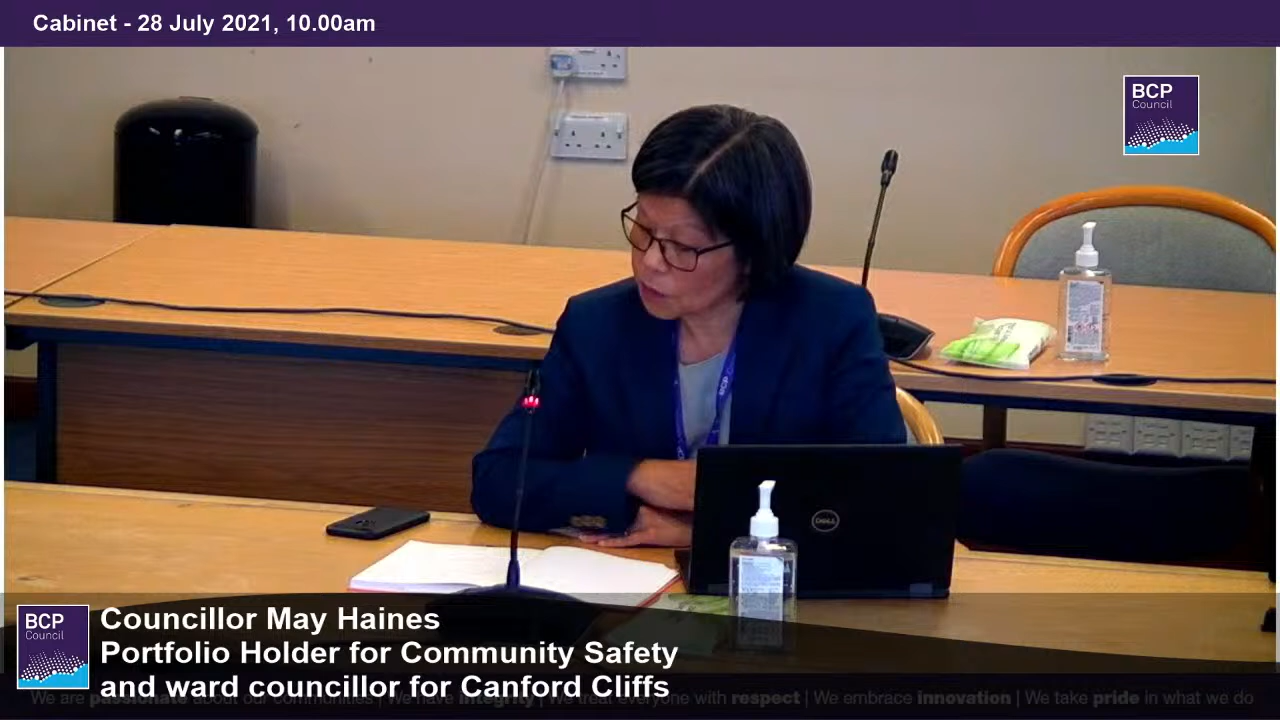 Cabinet - 28 July 2021, 10.00am
BCP
Council
BCP
DELL
BCP
Council
Councillor May Haines
Portfolio Holder for Community Safety
and ward councillor for Canford Cliffs
We are passionate about our communities | We have integrity | We treat everyone with respect | We embrace innovation | We take pride in what we do